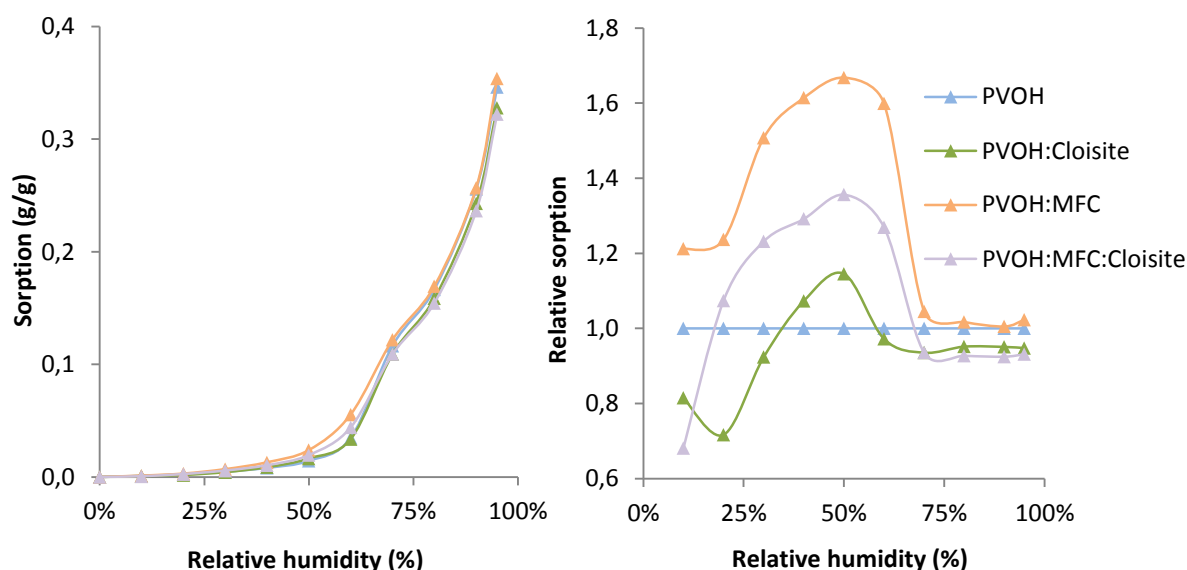 0,4
0,3
0,2
0,1
0,0
0%
25%
50%
75%
100%
Sorption (g/g)
Relative humidity (%)
1,8
1,6
1,4
1,2
1,0
0,8
0,6
0%
25%
50%
75%
100%
Relative sorption
Relative humidity (%)
PVOH
PVOH:Cloisite
PVOH:MFC
PVOH:MFC:Cloisite